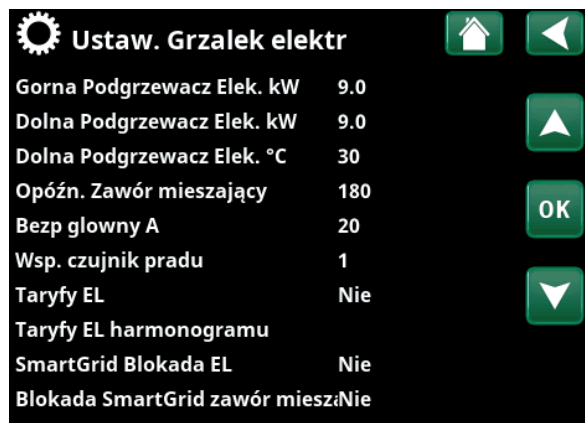 Ustaw. Grzalek elektr
Gorna Podgrzewacz Elek. kW 9.0
Dolna Podgrzewacz Elek. kW 9.0
Dolna Podgrzewacz Elek. °C 30
Opóźn. Zawór mieszający 180
OK
Bezp glowny A 20
Wsp. czujnik pradu 1
Taryfy EL Nie
Taryfy EL harmonogramu
SmartGrid Blokada EL Nie
Blokada SmartGrid zawór miesza Nie